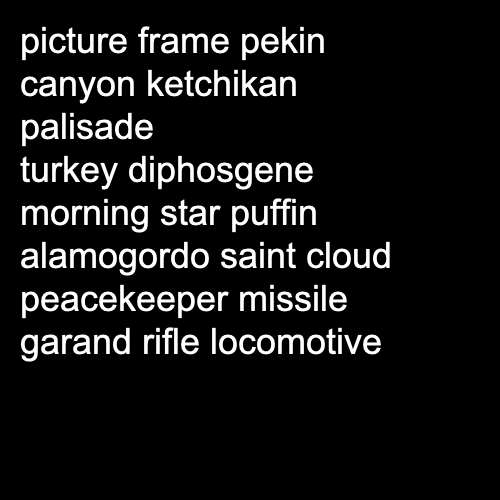 picture frame pekin
canyon ketchikan
palisade
turkey diphosgene
morning star puffin
alamogordo saint cloud
peacekeeper missile
garand rifle locomotive